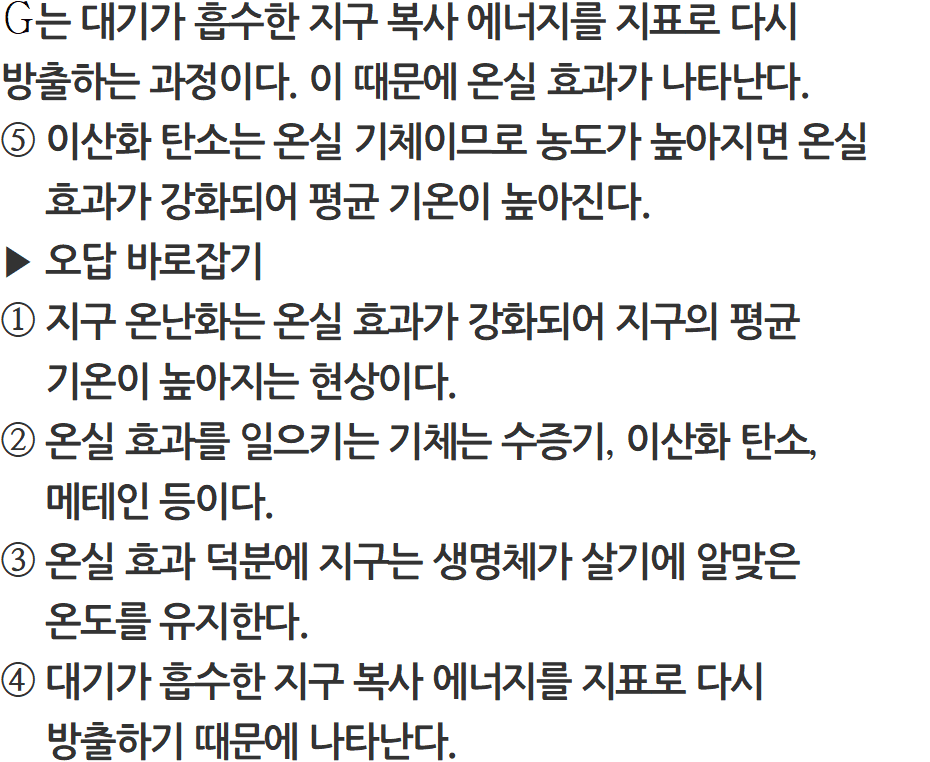 G는 대기가 흡수한 지구 복사 에너지를 지표로 다시
방출하는 과정이다. 이 때문에 온실 효과가 나타난다.
⑤ 이산화 탄소는 온실 기체이므로 농도가 높아지면 온실
효과가 강화되어 평균 기온이 높아진다.
▶ 오답 바로잡기
① 지구 온난화는 온실 효과가 강화되어 지구의 평균
기온이 높아지는 현상이다.
② 온실 효과를 일으키는 기체는 수증기, 이산화 탄소,
메테인 등이다.
③ 온실 효과 덕분에 지구는 생명체가 살기에 알맞은
온도를 유지한다.
④ 대기가 흡수한 지구 복사 에너지를 지표로 다시
방출하기 때문에 나타난다.